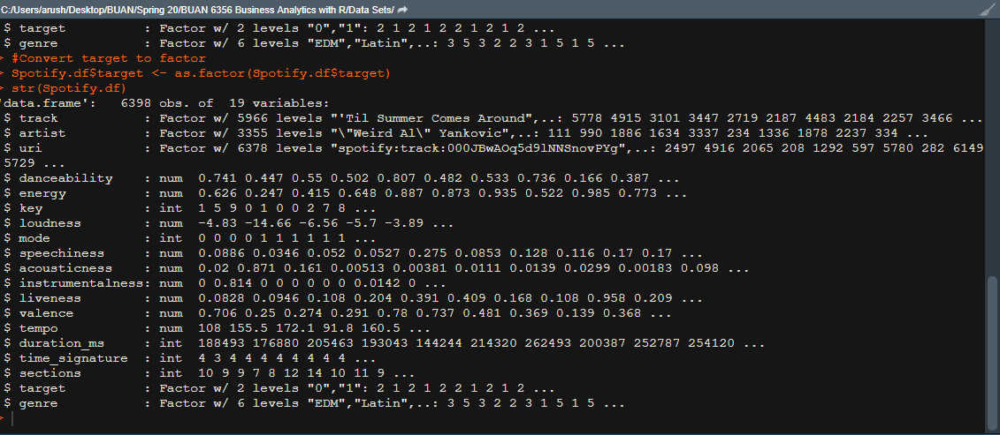 C:/Users/arush/Desktop/BUAN/Spring 20/BUAN 6356 Business Analytics with R/Data Sets/
$ target          : Factor w/ 2 levels "0","1": 2 1 2 1 2 2 1 2 1 2 ...
$ genre           : Factor w/ 6 levels "EDM","Latin",..: 3 5 3 2 2 3 1 5 1 5 ...
> #Convert target to factor
> Spotify.df$target <- as.factor(Spotify.df$target)
> str(Spotify.df)
'data.frame':   6398 obs. of  19 variables:
$ track           : Factor w/ 5966 levels "'Til Summer Comes Around",..: 5778 4915 3101 3447 2719 2187 4483 2184 2257 3466 ...
$ artist          : Factor w/ 3355 levels "\"Weird Al\" Yankovic",..: 111 990 1886 1634 3337 234 1336 1878 2237 334 ...
$ uri             : Factor w/ 6378 levels "spotify:track:000JBwAOq5d9lNNSnovPYg",..: 2497 4916 2065 208 1292 597 5780 282 6149
5729 ...
$ danceability    : num  0.741 0.447 0.55 0.502 0.807 0.482 0.533 0.736 0.166 0.387 ...
$ energy          : num  0.626 0.247 0.415 0.648 0.887 0.873 0.935 0.522 0.985 0.773 ...
$ key             : int  1 5 9 0 1 0 0 2 7 8 ...
$ loudness        : num  -4.83 -14.66 -6.56 -5.7 -3.89 ...
$ mode            : int  0 0 0 0 1 1 1 1 1 1 ...
$ speechiness     : num  0.0886 0.0346 0.052 0.0527 0.275 0.0853 0.128 0.116 0.17 0.17 ...
$ acousticness    : num  0.02 0.871 0.161 0.00513 0.00381 0.0111 0.0139 0.0299 0.00183 0.098 ...
$ instrumentalness: num  0 0.814 0 0 0 0 0 0 0.0142 0 ...
$ liveness        : num  0.0828 0.0946 0.108 0.204 0.391 0.409 0.168 0.108 0.958 0.209 ...
$ valence         : num  0.706 0.25 0.274 0.291 0.78 0.737 0.481 0.369 0.139 0.368 ...
$ tempo           : num  108 155.5 172.1 91.8 160.5 ...
$ duration_ms     : int  188493 176880 205463 193043 144244 214320 262493 200387 252787 254120 ...
$ time_signature  : int  4 3 4 4 4 4 4 4 4 4 ...
$ sections        : int  10 9 9 7 8 12 14 10 11 9 ...
$ target          : Factor w/ 2 levels "0","1": 2 1 2 1 2 2 1 2 1 2 ...
$ genre           : Factor w/ 6 levels "EDM","Latin",..: 3 5 3 2 2 3 1 5 1 5 ...
>